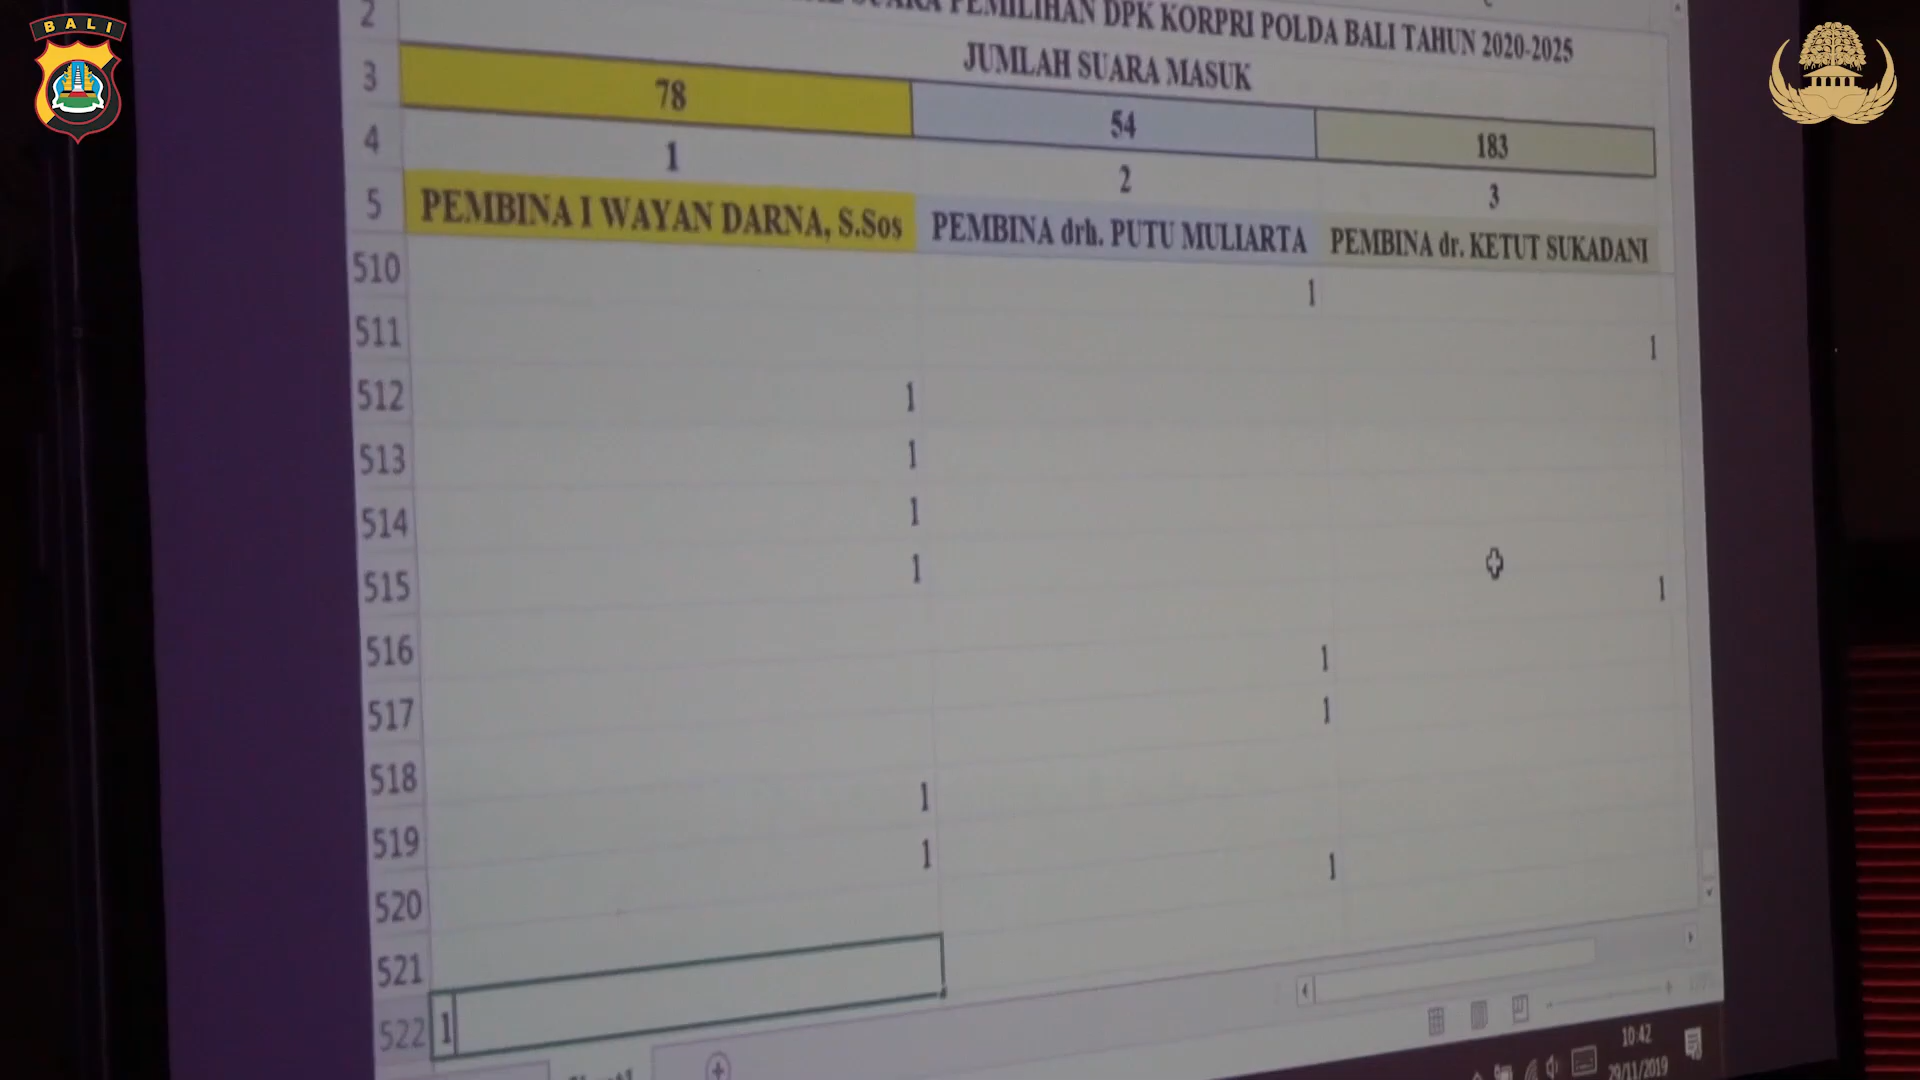 BALI
2
SUARA PEMILIHAN DPK KORPRI POLDA BALI TAHUN 2020-2025
JUMLAH SUARA MASUK
3 78 54 183
4 1 2 3
5 PEMBINA I WAYAN DARNA, S.Sos PEMBINA drh. PUTU MULIARTA PEMBINA dr. KETUT SUKADANI
510 1
511 1
512 1
513 1
514 1
515 1 1
516 1
517 1
518 1
519 1 1
520
521
522 1
10:42
29/11/2019